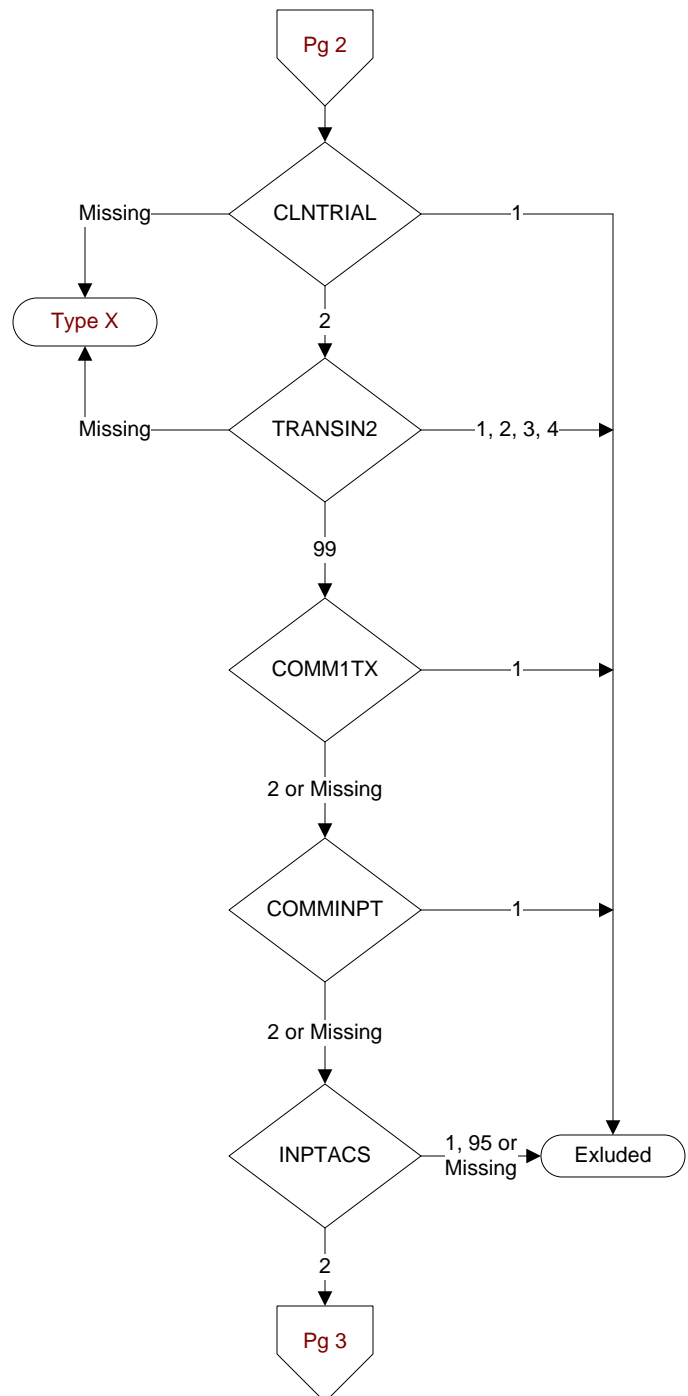 Pg 2
CLNTRIAL
Missing
1
Type X
2
TRANSIN2
Missing
1, 2, 3, 4
99
COMM1TX
1
2 or Missing
COMMINPT
1
2 or Missing
INPTACS
1, 95 or
Missing
Exluded
2
Pg 3